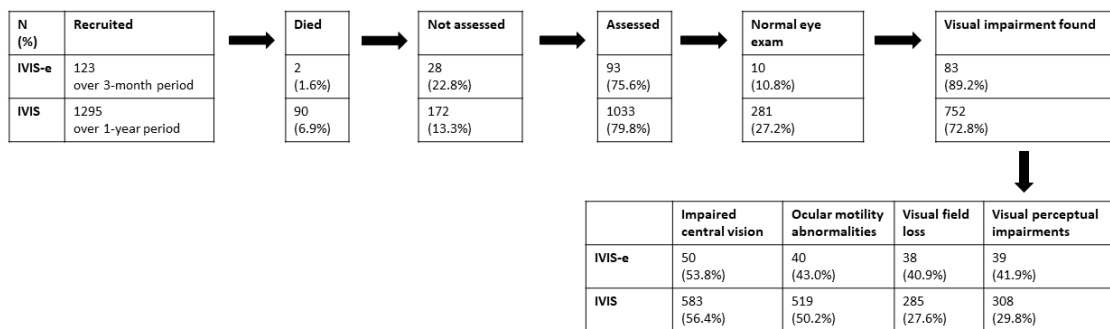 N Recruited Died Not assessed Assessed Normal eye Visual impairment found
(%) exam
IVIS-e 123 2 28 93 10 83
over 3-month period (1.6%) (22.8%) (75.6%) (10.8%) (89.2%)
IVIS 1295 90 172 1033 281 752
over 1-year period (6.9%) (13.3%) (79.8%) (27.2%) (72.8%)
Impaired Ocular motility Visual field Visual perceptual
central vision abnormalities loss impairments
IVIS-e 50 40 38 39
(53.8%) (43.0%) (40.9%) (41.9%)
IVIS 583 519 285 308
(56.4%) (50.2%) (27.6%) (29.8%)